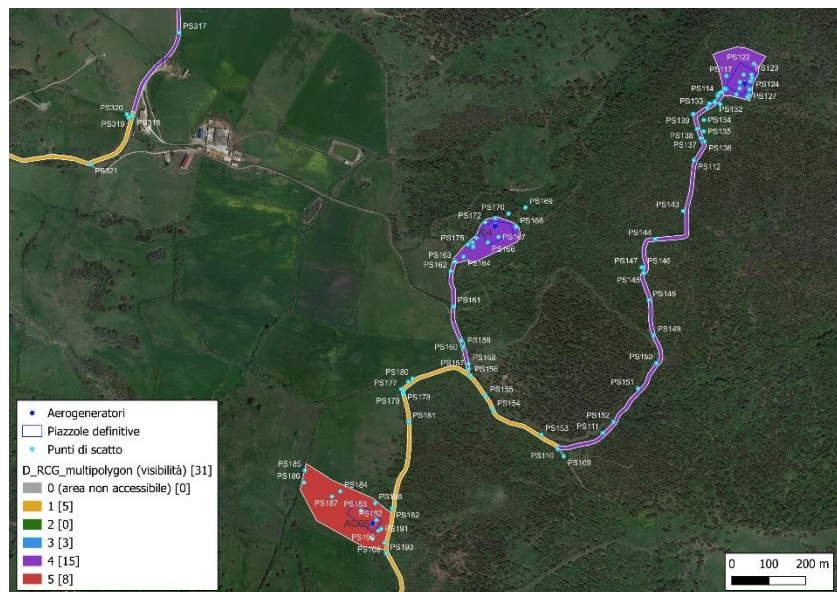 PS317
PS320
PS319
PS318
PS321
PS122
PS117
PS123
PS114
PS124
PS127
PS133
PS132
PS139
PS134
PS138
PS135
PS137
PS136
PS112
PS143
PS144
PS147
PS146
PS145
PS148
PS149
PS150
PS151
PS152
PS111
PS153
PS110
PS109
PS169
PS170
PS172
PS168
PS167
PS175
PS166
PS163
PS164
PS162
PS161
PS159
PS160
PS158
PS157
PS156
PS155
PS154
PS180
PS177
PS178
PS179
PS181
PS185
PS186
PS184
PS187
PS188
PS183
PS182
PS192
AG05
PS191
PS190
PS193
PS108
Aerogeneratori
Piazzole definitive
Punti di scatto
D_RCG_multipolygon (visibilità) [31]
0 (area non accessibile) [0]
1 [5]
2 [0]
3 [3]
4 [15]
5 [8]
0 100 200 m